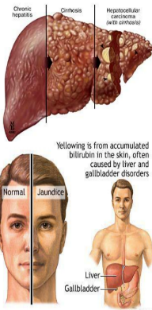 Chronic hepatitis
Cirrhosis
Hepatocellular carcinoma (with cirrhosis)
Yellowing is from accumulated
bilirubin in the skin, often
caused by liver and
gallbladder disorders
Normal
Jaundice
Liver
Gallbladder